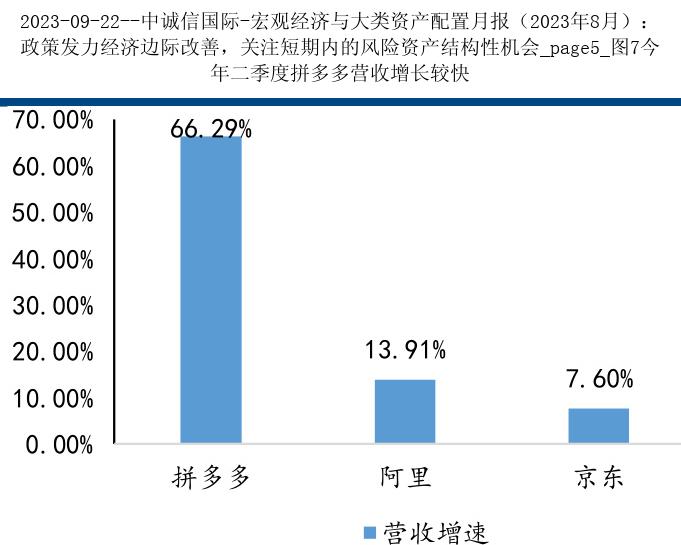 2023-09-22--中诚信国际-宏观经济与大类资产配置月报（2023年8月）：
政策发力经济边际改善，关注短期内的风险资产结构性机会_page5_图7今
年二季度拼多多营收增长较快
70.00%
60.00%
50.00%
40.00%
30.00%
20.00%
10.00%
0.00%
66.29%
13.91%
7.60%
拼多多
阿里
京东
营收增速